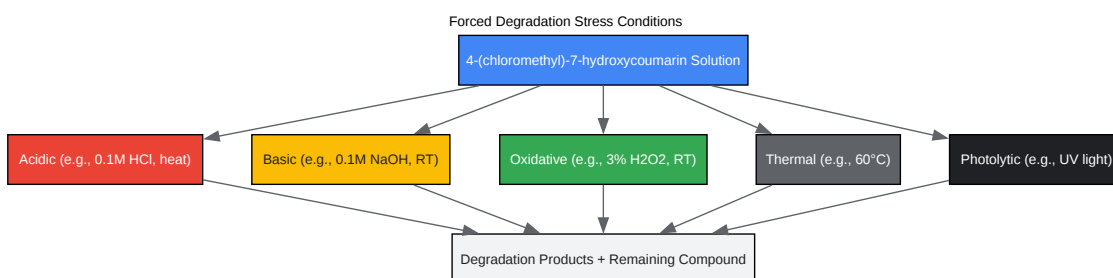 Forced Degradation Stress Conditions
4-(chloromethyl)-7-hydroxycoumarin Solution
Acidic (e.g., 0.1M HCl, heat)
Basic (e.g., 0.1M NaOH, RT)
Oxidative (e.g., 3% H2O2, RT)
Thermal (e.g., 60°C)
Photolytic (e.g., UV light)
Degradation Products + Remaining Compound